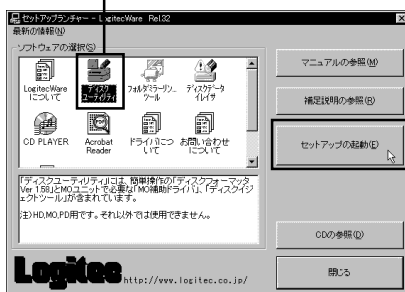 セットアップランチャー - LogitecWare Rel.32
最新の情報(N)
ソフトウェアの選択(S)
LogitecWare について
ディスク ユーティリティ
フォルダミラーリング ツール
ディスクデータ イレイサ
CD PLAYER
Acrobat Reader
ドライバについて
お問い合わせについて
「ディスクユーティリティ」には、簡単操作の「ディスクフォーマッタ
Ver 1.58」とMOユニットで必要な「MO補助ドライバ」、「ディスクイジ
ェクトツール」が含まれています。
注)HD,MO,PD用です。それ以外では使用できません。
マニュアルの参照(M)
補足説明の参照(R)
セットアップの起動(E)
CDの参照(D)
閉じる
Logitec
http://www.logitec.co.jp/